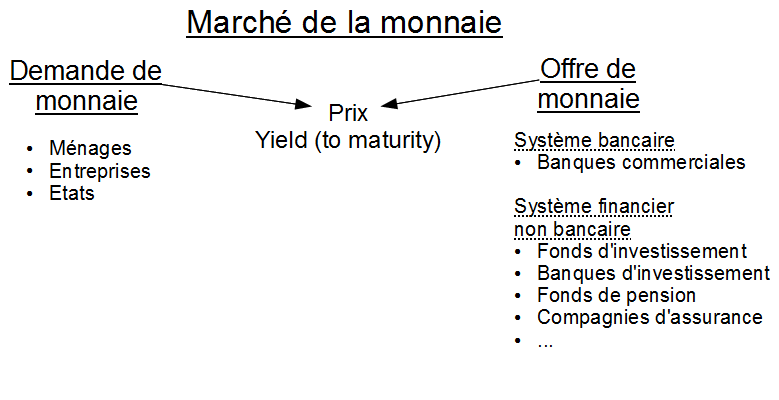 Marché de la monnaie
Demande de
monnaie
• Ménages
• Entreprises
• Etats
Prix
Yield (to maturity)
Offre de
monnaie
Système bancaire
• Banques commerciales
Système financier
non bancaire
• Fonds d'investissement
• Banques d'investissement
• Fonds de pension
• Compagnies d'assurance
• ...